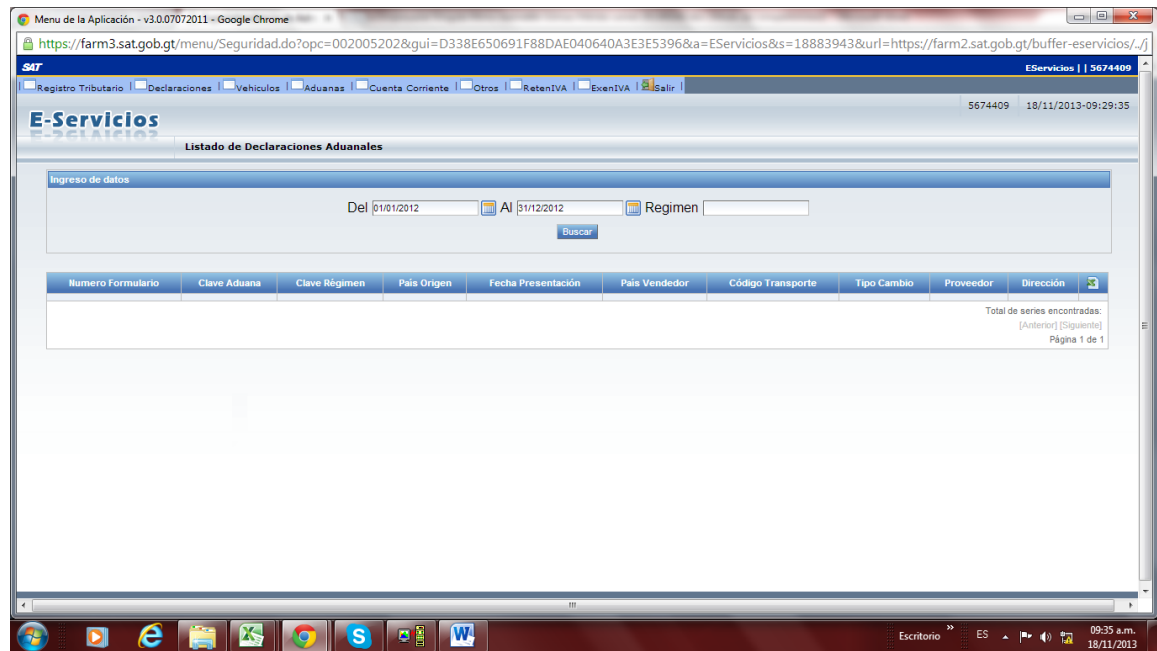 Menu de la Aplicación - v3.0.07072011 - Google Chrome
https://farm3.sat.gob.gt/menu/Seguridad.do?opc=002005202&gui=D338E650691F88DAE040640A3E3E5396&a=EServicios&s=18883943&url=https://farm2.sat.gob.gt/buffer-eservicios/../j
SAT EServicios | | 5674409
Registro Tributario | Declaraciones | Vehiculos | Aduanas | Cuenta Corriente | Otros | RetenIVA | ExenIVA | Salir |
E-Servicios 5674409 18/11/2013-09:29:35
Listado de Declaraciones Aduanales
Ingreso de datos
Del 01/01/2012 Al 31/12/2012 Regimen
Buscar
Numero Formulario Clave Aduana Clave Règimen País Origen Fecha Presentación País Vendedor Código Transporte Tipo Cambio Proveedor Dirección
Total de series encontradas:
[Anterior] [Siguiente]
Página 1 de 1
Escritorio ES 09:35 a.m.
18/11/2013